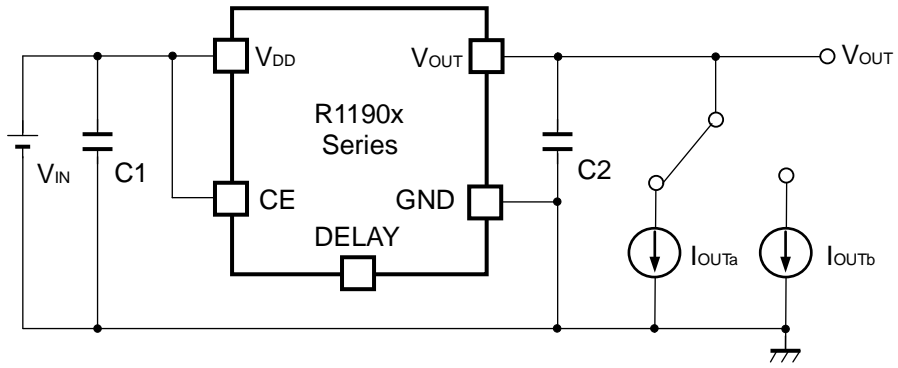 VDD
VOUT
VOUT
R1190x
Series
VIN
C1
C2
CE
GND
DELAY
IOUTa
IOUTb